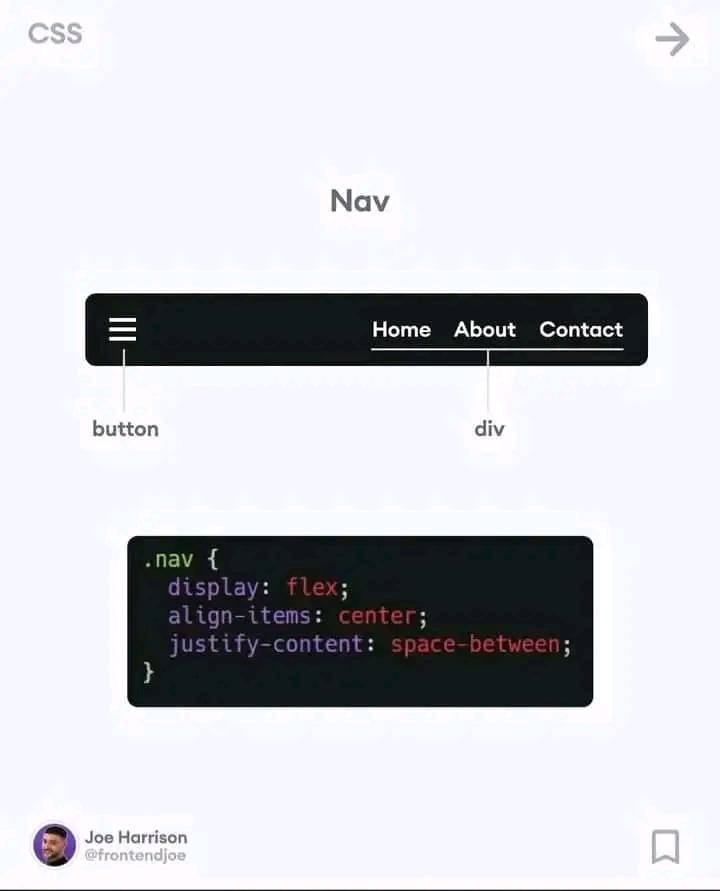 CSS
Nav
Home About Contact
button div
.nav {
  display: flex;
  align-items: center;
  justify-content: space-between;
}
Joe Harrison
@frontendjoe